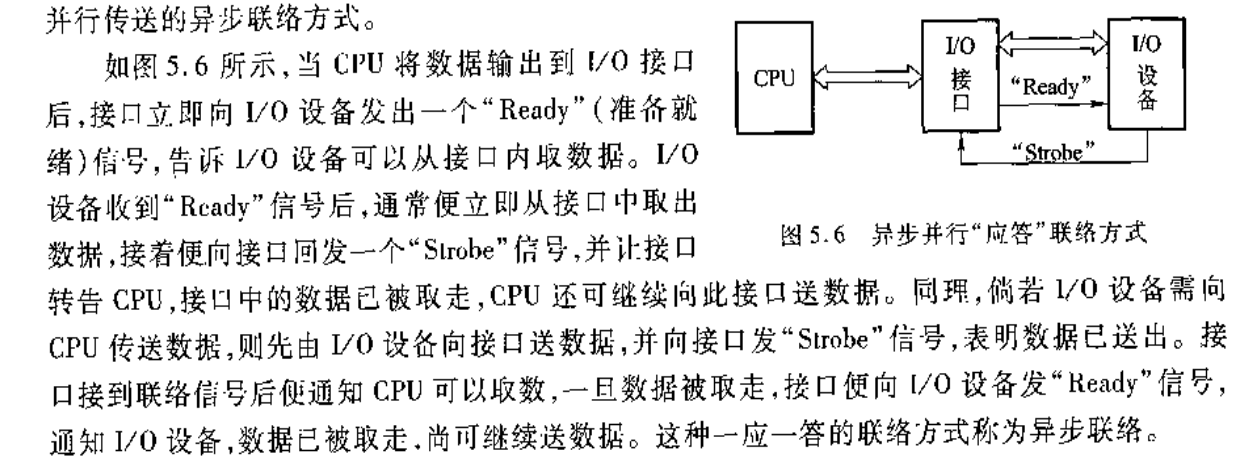 并行传送的异步联络方式。
如图 5.6 所示,当 CPU 将数据输出到 I/O 接口
后,接口立即向 I/O 设备发出一个“Ready”(准备就
绪)信号,告诉 I/O 设备可以从接口内取数据。I/O
设备收到“Ready”信号后,通常便立即从接口中取出
数据,接着便向接口回发一个“Strobe”信号,并让接口
转告 CPU,接口中的数据已被取走,CPU 还可继续向此接口送数据。同理,倘若 I/O 设备需向
CPU 传送数据,则先由 I/O 设备向接口送数据,并向接口发“Strobe”信号,表明数据已送出。接
口接到联络信号后便通知 CPU 可以取数,一旦数据被取走,接口便向 I/O 设备发“Ready”信号,
通知 I/O 设备,数据已被取走,尚可继续送数据。这种一应一答的联络方式称为异步联络。
CPU
I/O
接
口
“Ready”
“Strobe”
I/O
设
备
图 5.6 异步并行“应答”联络方式